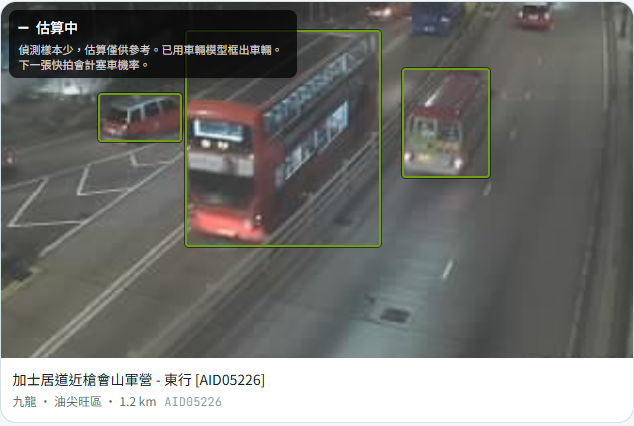 – 估算中
偵測樣本少，估算僅供參考。已用車輛模型框出車輛。
下一張快拍會計塞車機率。
加士居道近槍會山軍營 - 東行 [AID05226]
九龍 • 油尖旺區 • 1.2 km AID05226